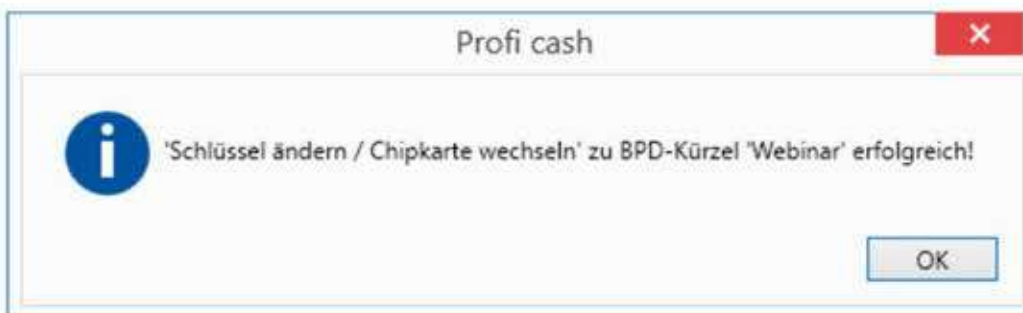 Profi cash
'Schlüssel ändern / Chipkarte wechseln' zu BPD-Kürzel 'Webinar' erfolgreich!
OK